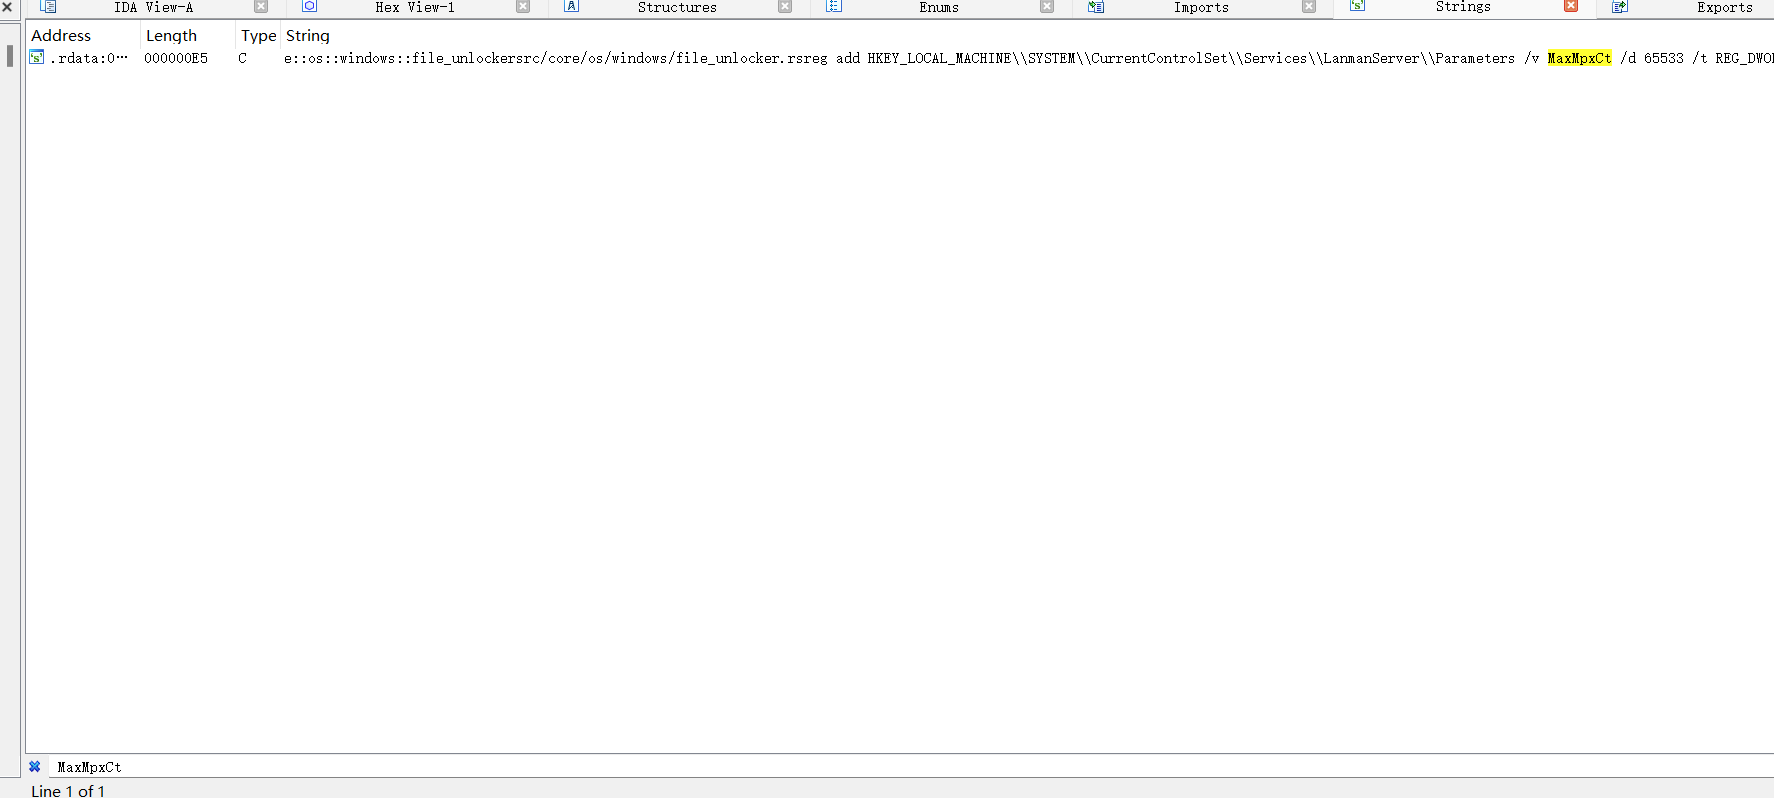 IDA View-A Hex View-1 Structures Enums Imports Strings Exports
Address Length Type String
.rdata:0… 000000E5 C e::os::windows::file_unlockersrc/core/os/windows/file_unlocker.rsreg add HKEY_LOCAL_MACHINE\\SYSTEM\\CurrentControlSet\\Services\\LanmanServer\\Parameters /v MaxMpxCt /d 65533 /t REG_DWO
MaxMpxCt
Line 1 of 1